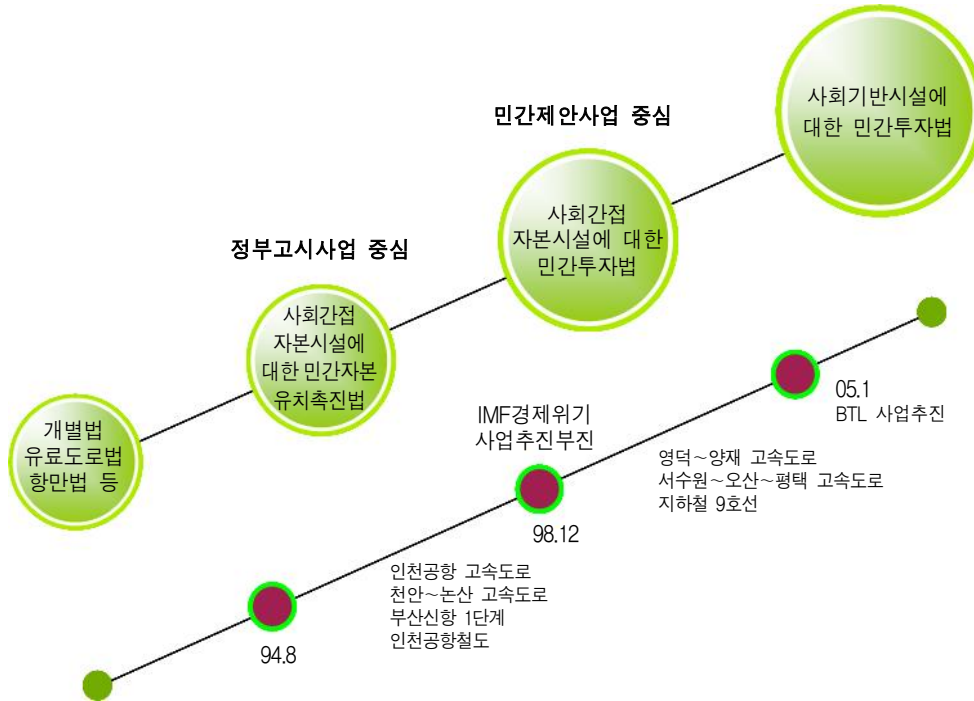 사회기반시설에
대한 민간투자법
민간제안사업 중심
사회간접
자본시설에 대한
민간투자법
정부고시사업 중심
사회간접
자본시설에
대한 민간자본
유치촉진법
개별법
유료도로법
항만법 등
05.1
BTL 사업추진
IMF경제위기
사업추진부진
영덕~양재 고속도로
서수원~오산~평택 고속도로
지하철 9호선
98.12
인천공항 고속도로
천안~논산 고속도로
부산신항 1단계
인천공항철도
94.8